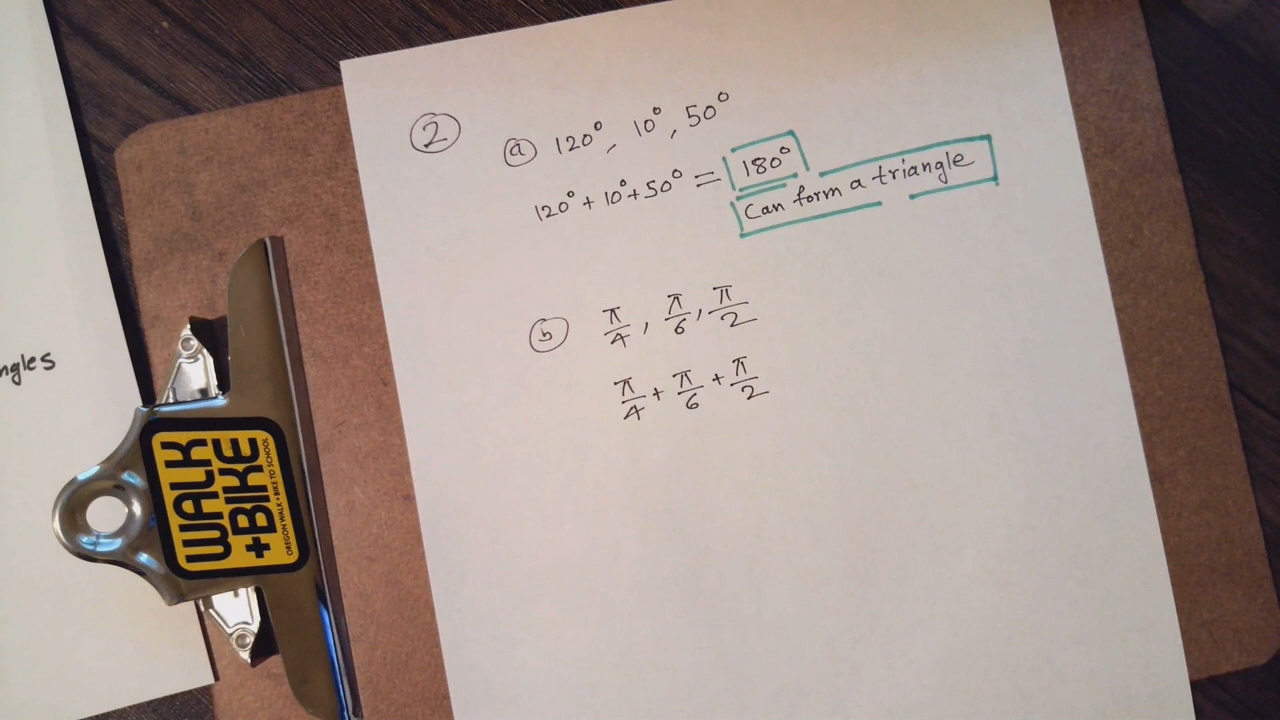 ② ⓐ 120°, 10°, 50°
120° + 10° + 50° = 180°
Can form a triangle
ⓑ π/4, π/6, π/2
π/4 + π/6 + π/2
ngles
WALK
+BIKE
OREGON WALK + BIKE TO SCHOOL